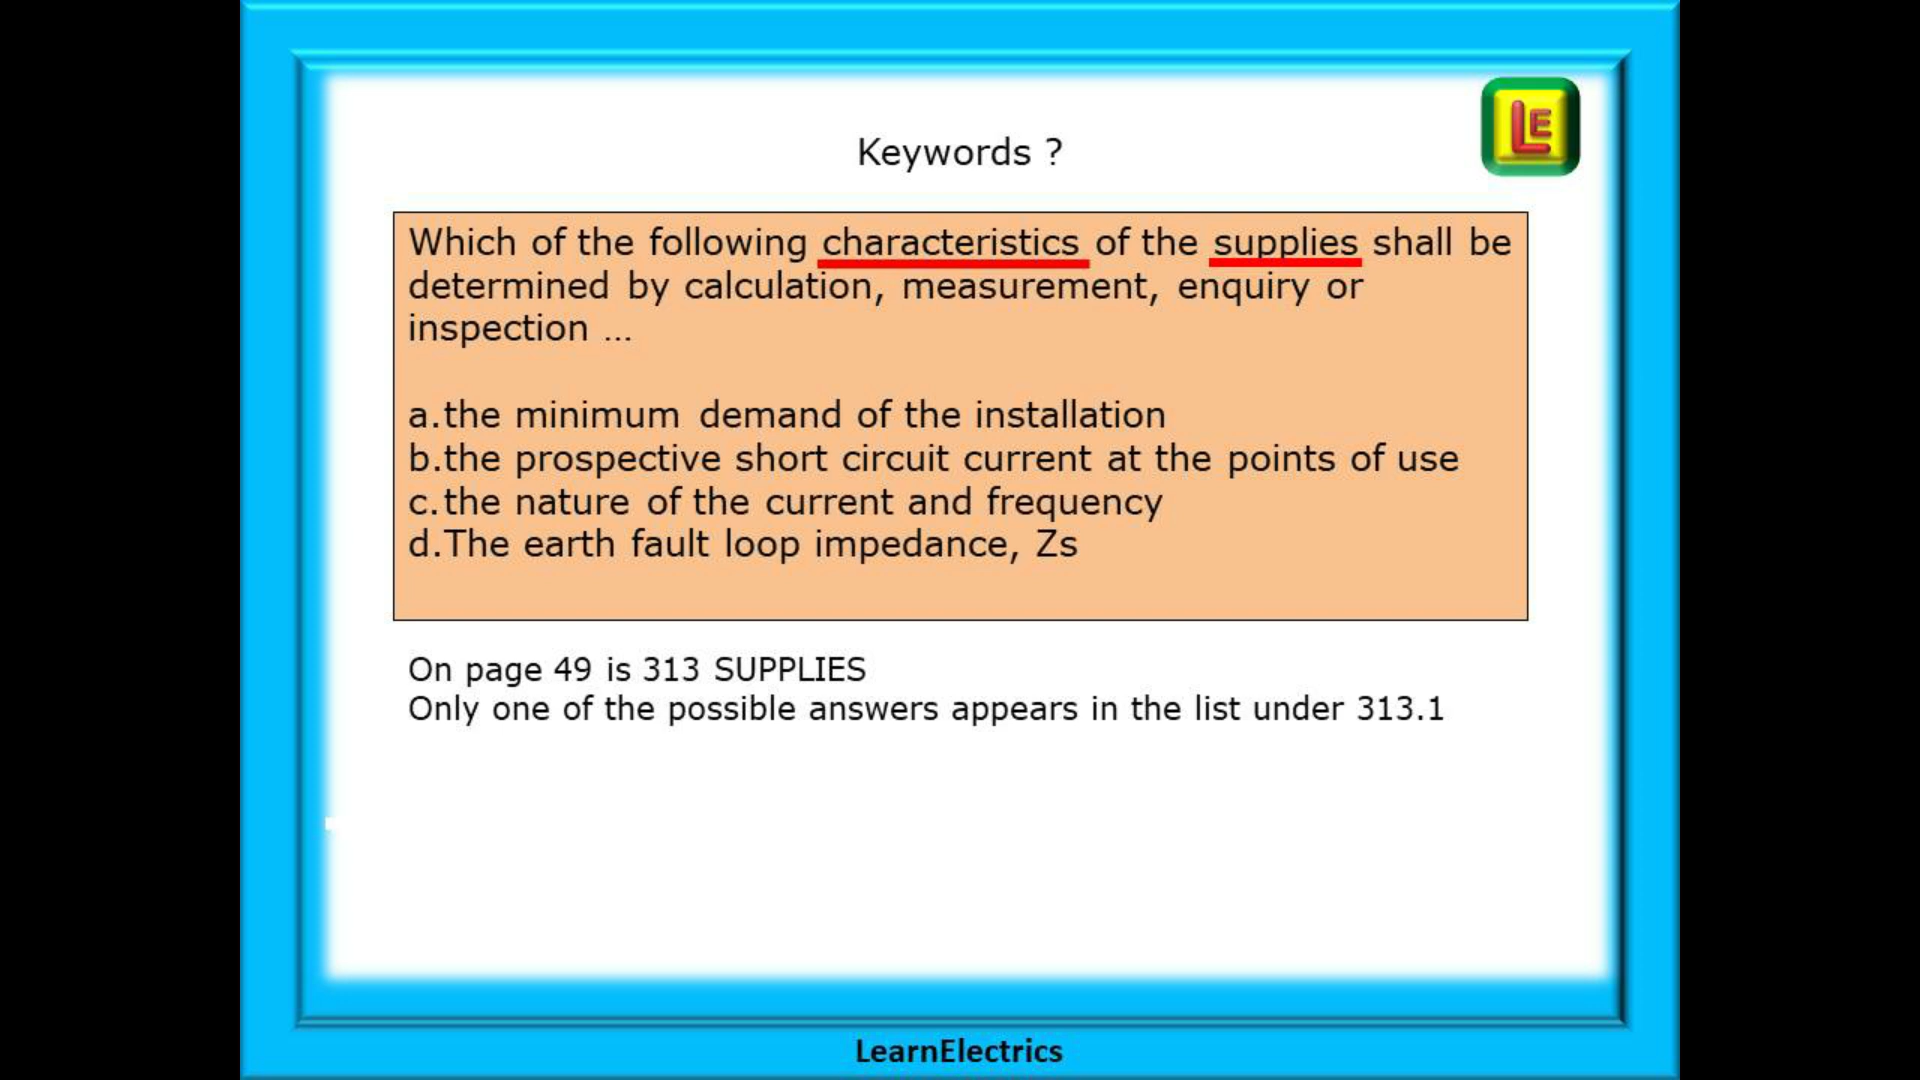 LE
Keywords ?
Which of the following characteristics of the supplies shall be
determined by calculation, measurement, enquiry or
inspection ...
a.the minimum demand of the installation
b.the prospective short circuit current at the points of use
c.the nature of the current and frequency
d.The earth fault loop impedance, Zs
On page 49 is 313 SUPPLIES
Only one of the possible answers appears in the list under 313.1
LearnElectrics